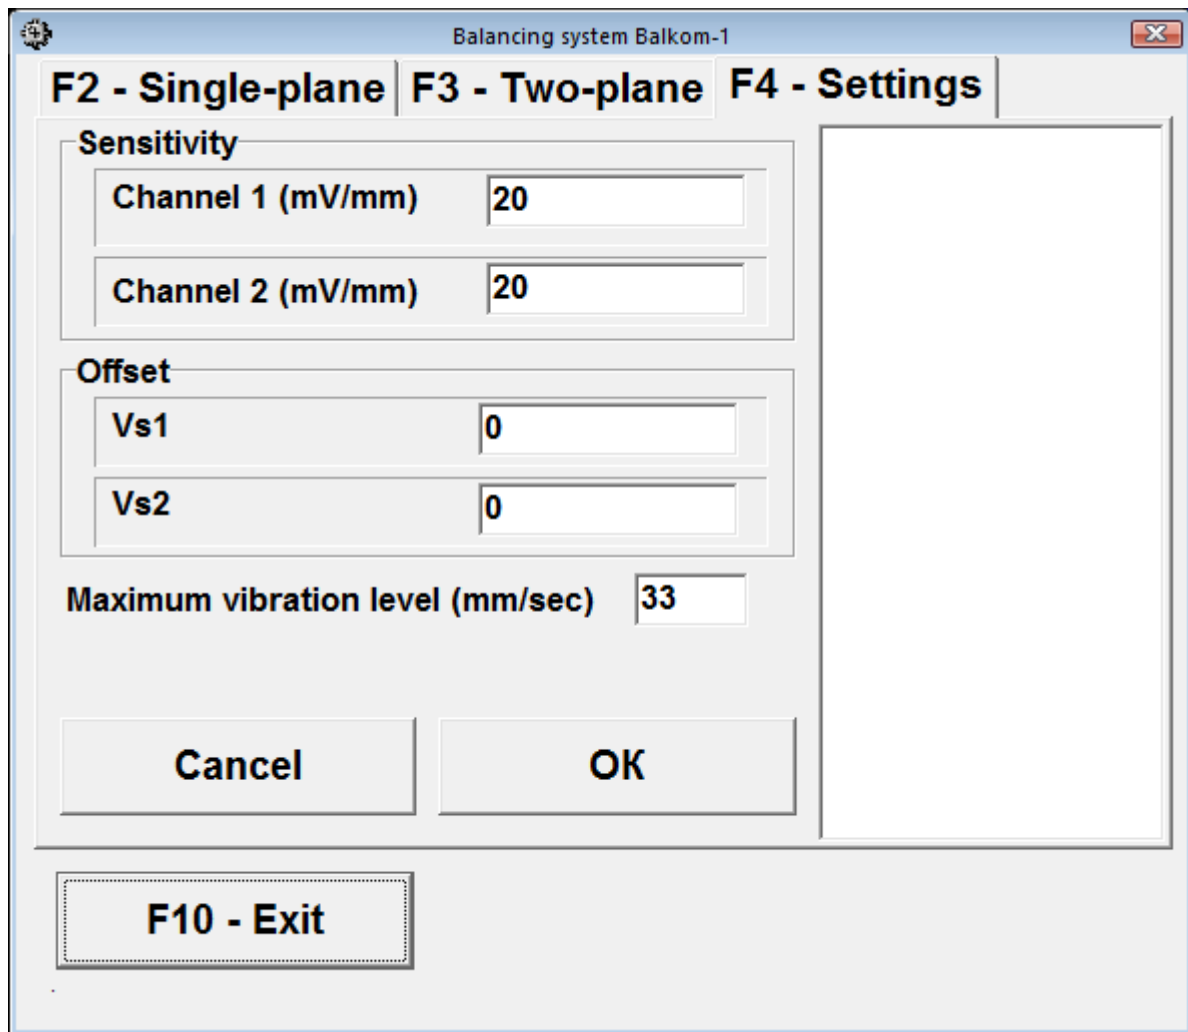 Balancing system Balkom-1
F2 - Single-plane F3 - Two-plane F4 - Settings
Sensitivity
Channel 1 (mV/mm) 20
Channel 2 (mV/mm) 20
Offset
Vs1 0
Vs2 0
Maximum vibration level (mm/sec) 33
Cancel OK
F10 - Exit
.